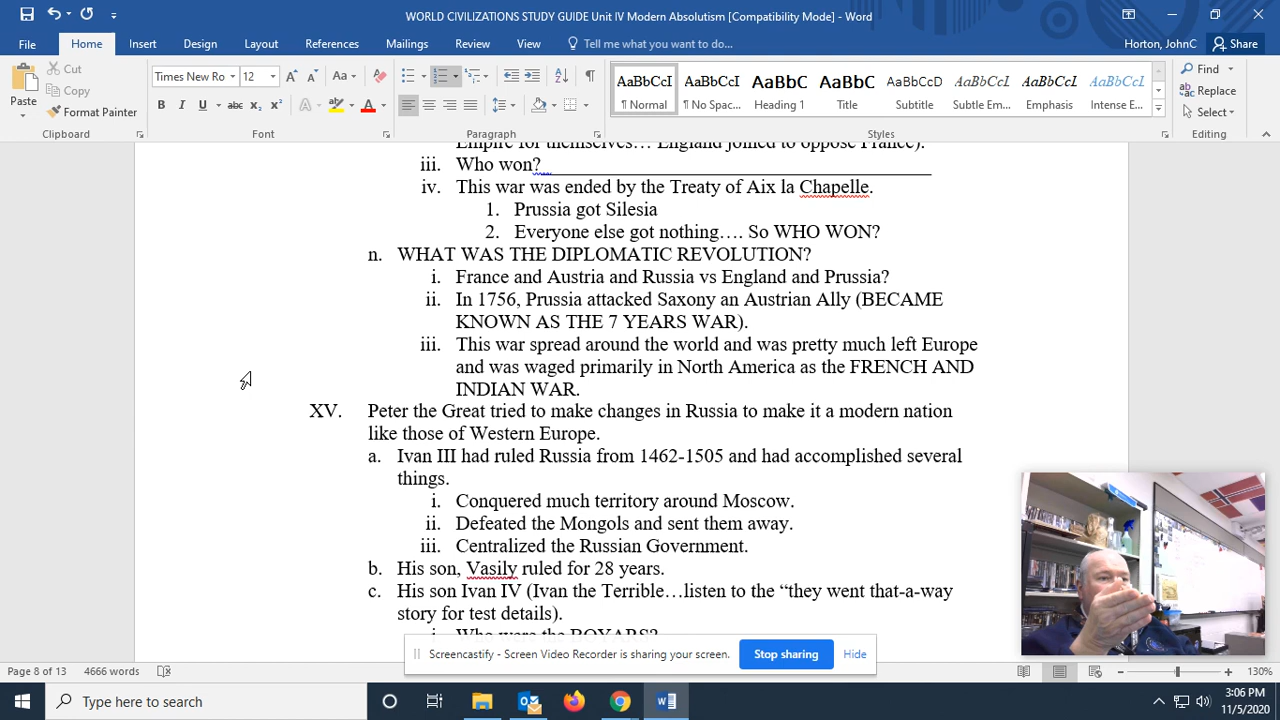 WORLD CIVILIZATIONS STUDY GUIDE Unit IV Modern Absolutism [Compatibility Mode] - Word
File Home Insert Design Layout References Mailings Review View Tell me what you want to do... Horton, JohnC Share
Paste Cut Copy Format Painter
Times New Ro 12 Aa
AaBbCcI AaBbCcI AaBbC AaBbC AaBbCcD AaBbCcI AaBbCcI AaBbCcI
¶ Normal ¶ No Spac... Heading 1 Title Subtitle Subtle Em... Emphasis Intense E...
Find Replace Select
Clipboard Font Paragraph Styles Editing
Empire for themselves... England joined to oppose France).
iii. Who won?
iv. This war was ended by the Treaty of Aix la Chapelle.
1. Prussia got Silesia
2. Everyone else got nothing…. So WHO WON?
n. WHAT WAS THE DIPLOMATIC REVOLUTION?
i. France and Austria and Russia vs England and Prussia?
ii. In 1756, Prussia attacked Saxony an Austrian Ally (BECAME
KNOWN AS THE 7 YEARS WAR).
iii. This war spread around the world and was pretty much left Europe
and was waged primarily in North America as the FRENCH AND
INDIAN WAR.
XV. Peter the Great tried to make changes in Russia to make it a modern nation
like those of Western Europe.
a. Ivan III had ruled Russia from 1462-1505 and had accomplished several
things.
i. Conquered much territory around Moscow.
ii. Defeated the Mongols and sent them away.
iii. Centralized the Russian Government.
b. His son, Vasily ruled for 28 years.
c. His son Ivan IV (Ivan the Terrible…listen to the “they went that-a-way
story for test details).
i. Who were the BOYARS?
Screencastify - Screen Video Recorder is sharing your screen. Stop sharing Hide
Page 8 of 13 4666 words 130%
Type here to search
3:06 PM
11/5/2020